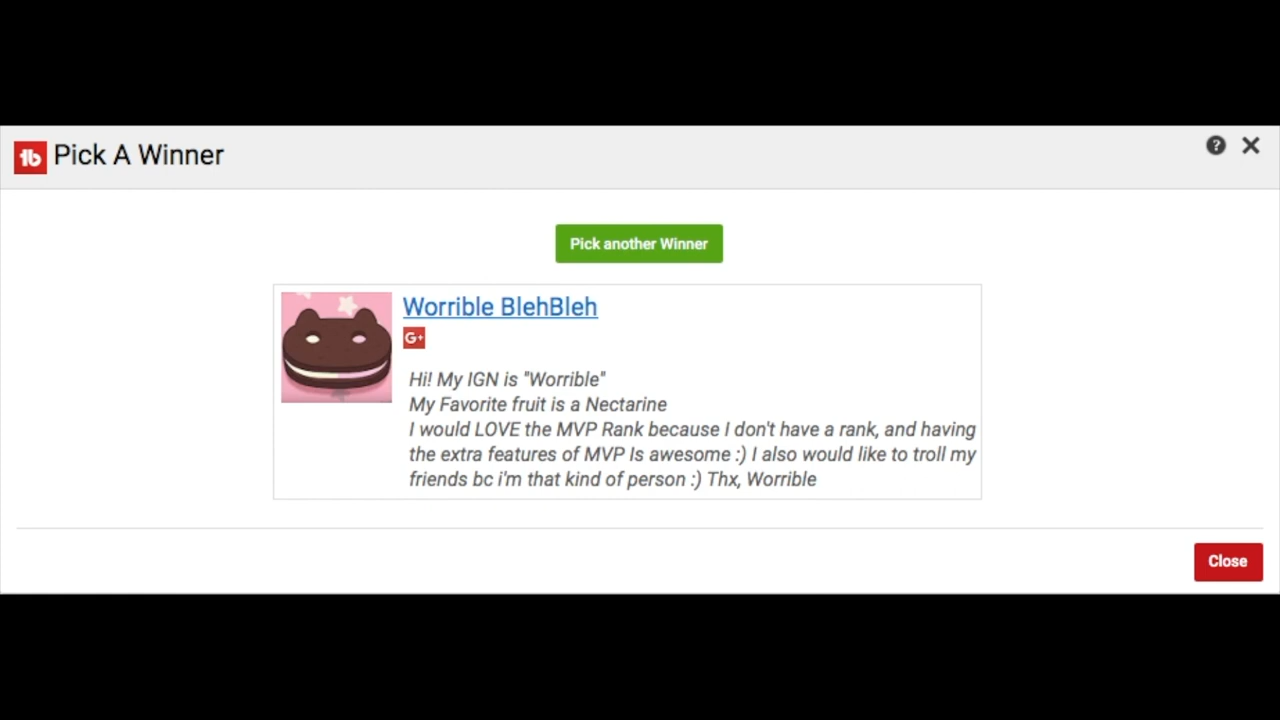 tb Pick A Winner
?
Pick another Winner
Worrible BlehBleh
G+
Hi! My IGN is "Worrible"
My Favorite fruit is a Nectarine
I would LOVE the MVP Rank because I don't have a rank, and having
the extra features of MVP Is awesome :) I also would like to troll my
friends bc i'm that kind of person :) Thx, Worrible
Close